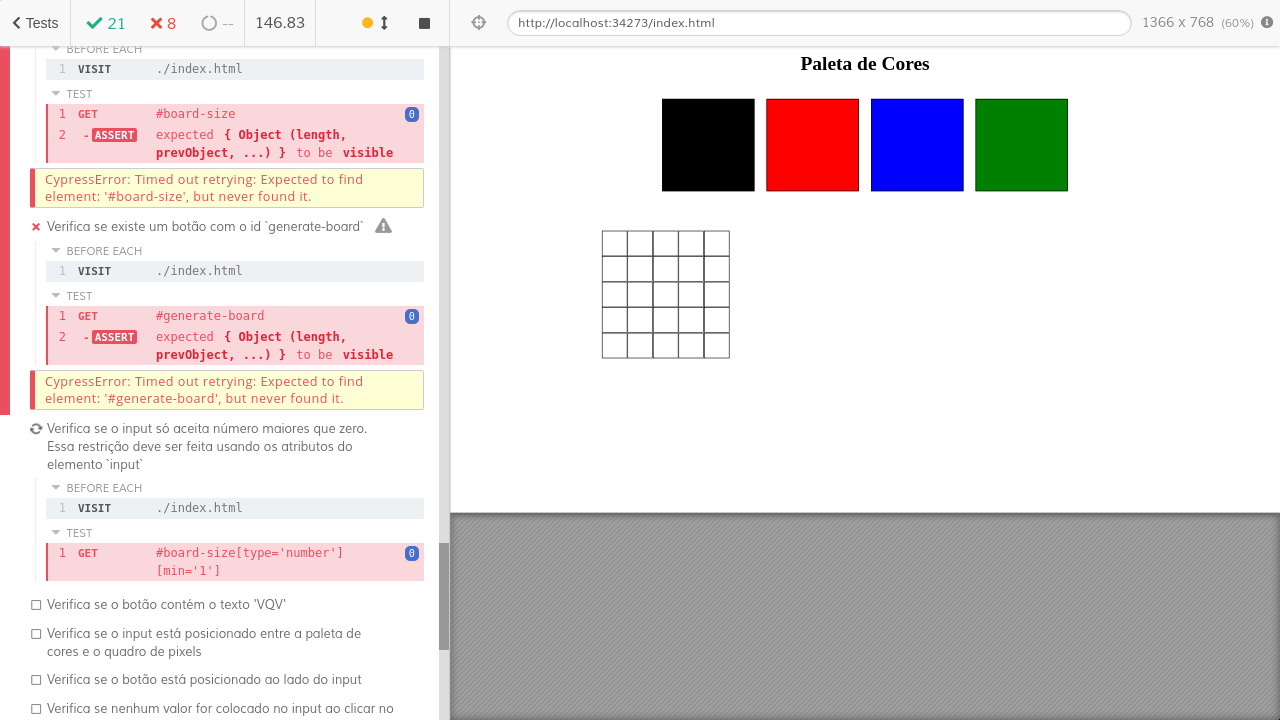 Tests 21 8 -- 146.83 http://localhost:34273/index.html 1366 x 768 (60%)
BEFORE EACH
1 VISIT ./index.html
TEST
1 GET #board-size 0
2 -ASSERT expected { Object (length,
prevObject, ...) } to be visible
CypressError: Timed out retrying: Expected to find
element: '#board-size', but never found it.
Verifica se existe um botão com o id `generate-board`
BEFORE EACH
1 VISIT ./index.html
TEST
1 GET #generate-board 0
2 -ASSERT expected { Object (length,
prevObject, ...) } to be visible
CypressError: Timed out retrying: Expected to find
element: '#generate-board', but never found it.
Verifica se o input só aceita número maiores que zero.
Essa restrição deve ser feita usando os atributos do
elemento `input`
BEFORE EACH
1 VISIT ./index.html
TEST
1 GET #board-size[type='number'] 0
[min='1']
Verifica se o botão contém o texto 'VQV'
Verifica se o input está posicionado entre a paleta de
cores e o quadro de pixels
Verifica se o botão está posicionado ao lado do input
Verifica se nenhum valor for colocado no input ao clicar no
Paleta de Cores